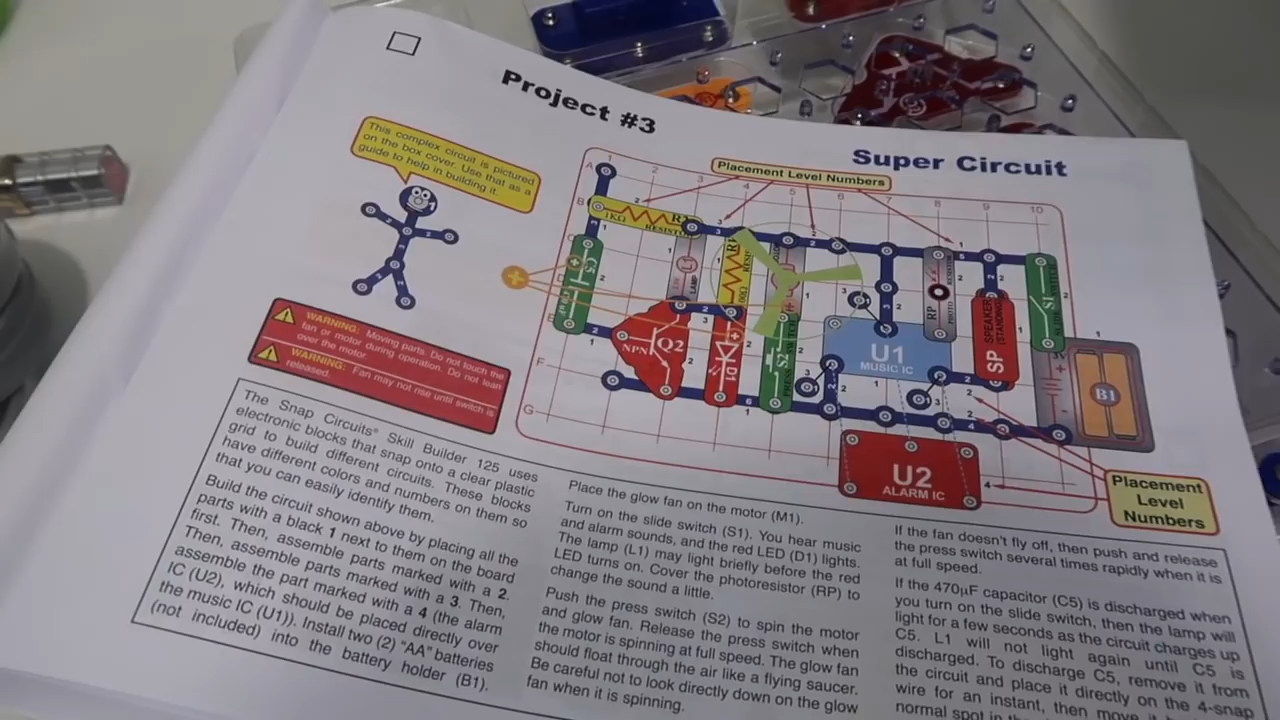 Project #3
Super Circuit
This complex circuit is pictured
on the box cover. Use that as a
guide to help in building it.
WARNING: Moving parts. Do not touch the
fan or motor during operation. Do not lean
over the motor.
WARNING: Fan may not rise until switch is
released.
Placement Level Numbers
1 2 3 4 5 6 7 8 9 10
A
B
C
E
F
G
1KΩ
RESISTOR
C5
L1
LAMP
NPN
Q2
D1
S2
U1
MUSIC IC
RP
PHOTO RESISTOR
SP
SPEAKER
(STANDING)
S1
B1
U2
ALARM IC
Placement
Level
Numbers
The Snap Circuits® Skill Builder 125 uses
electronic blocks that snap onto a clear plastic
grid to build different circuits. These blocks
have different colors and numbers on them so
that you can easily identify them.
Build the circuit shown above by placing all the
parts with a black 1 next to them on the board
first. Then, assemble parts marked with a 2.
Then, assemble parts marked with a 3. Then,
assemble the part marked with a 4 (the alarm
IC (U2), which should be placed directly over
the music IC (U1)). Install two (2) "AA" batteries
(not included) into the battery holder (B1).
Place the glow fan on the motor (M1).
Turn on the slide switch (S1). You hear music
and alarm sounds, and the red LED (D1) lights.
The lamp (L1) may light briefly before the red
LED turns on. Cover the photoresistor (RP) to
change the sound a little.
Push the press switch (S2) to spin the motor
and glow fan. Release the press switch when
the motor is spinning at full speed. The glow fan
should float through the air like a flying saucer.
Be careful not to look directly down on the glow
fan when it is spinning.
If the fan doesn't fly off, then push and release
the press switch several times rapidly when it is
at full speed.
If the 470µF capacitor (C5) is discharged when
you turn on the slide switch, then the lamp will
light for a few seconds as the circuit charges up
C5. L1 will not light again until C5 is
discharged. To discharge C5, remove it from
the circuit and place it directly on the 4-snap
wire for an instant, then move
normal spot in